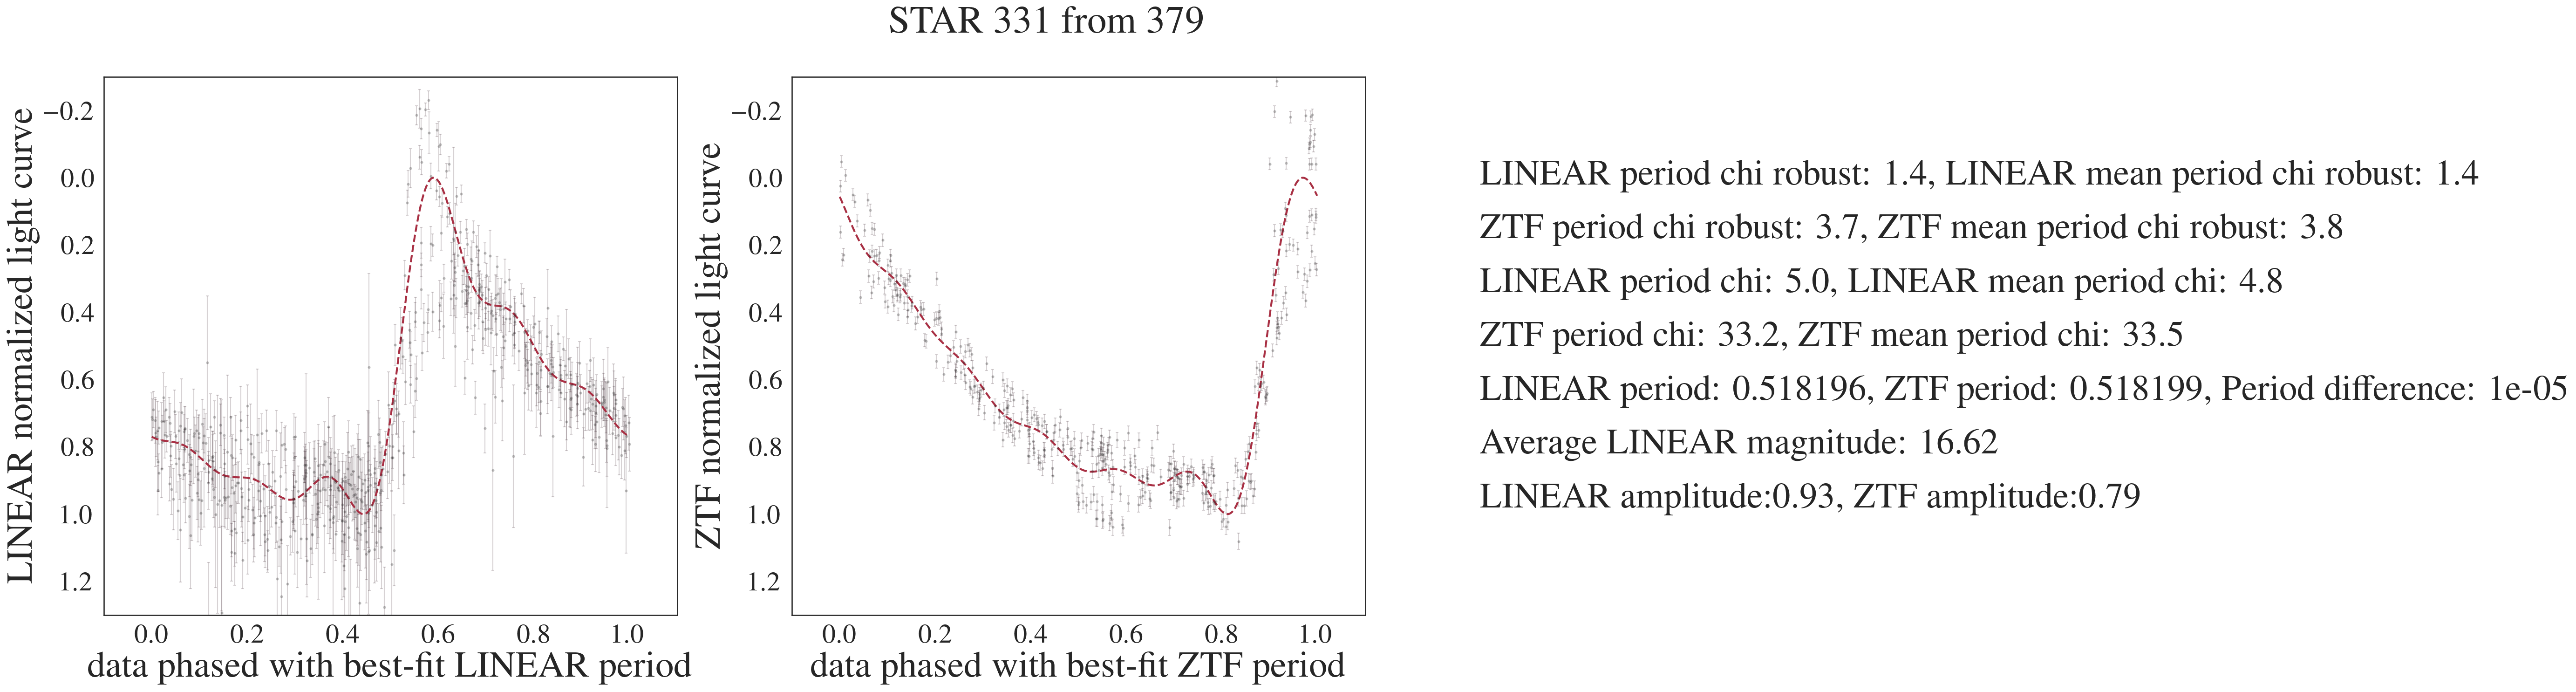 STAR 331 from 379
LINEAR normalized light curve
−0.2
0.0
0.2
0.4
0.6
0.8
1.0
1.2
0.0 0.2 0.4 0.6 0.8 1.0
data phased with best-fit LINEAR period
ZTF normalized light curve
−0.2
0.0
0.2
0.4
0.6
0.8
1.0
1.2
0.0 0.2 0.4 0.6 0.8 1.0
data phased with best-fit ZTF period
LINEAR period chi robust: 1.4, LINEAR mean period chi robust: 1.4
ZTF period chi robust: 3.7, ZTF mean period chi robust: 3.8
LINEAR period chi: 5.0, LINEAR mean period chi: 4.8
ZTF period chi: 33.2, ZTF mean period chi: 33.5
LINEAR period: 0.518196, ZTF period: 0.518199, Period difference: 1e-05
Average LINEAR magnitude: 16.62
LINEAR amplitude:0.93, ZTF amplitude:0.79